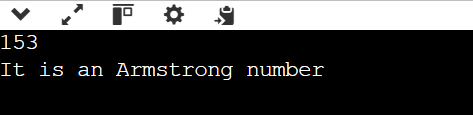 153
It is an Armstrong number